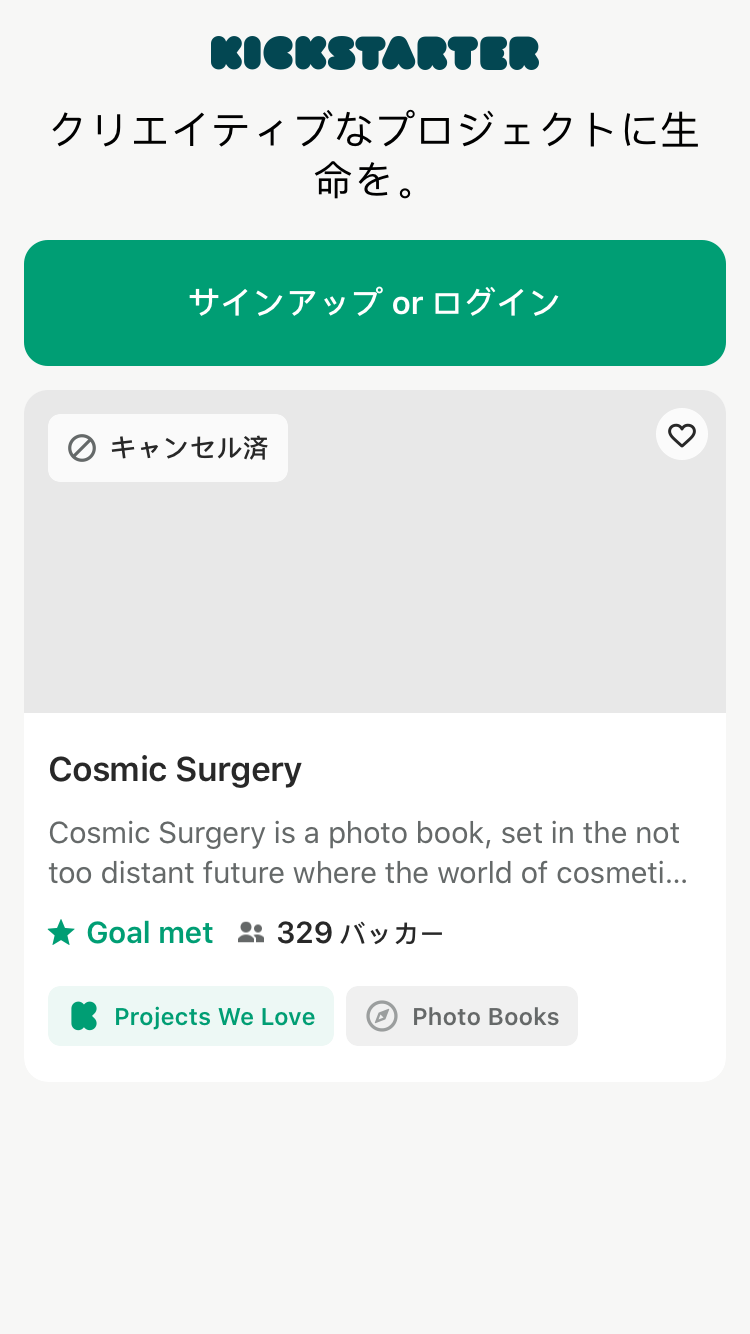 KICKSTARTER
クリエイティブなプロジェクトに生
命を。
サインアップ or ログイン
キャンセル済
Cosmic Surgery
Cosmic Surgery is a photo book, set in the not
too distant future where the world of cosmeti...
Goal met 329 バッカー
Projects We Love Photo Books